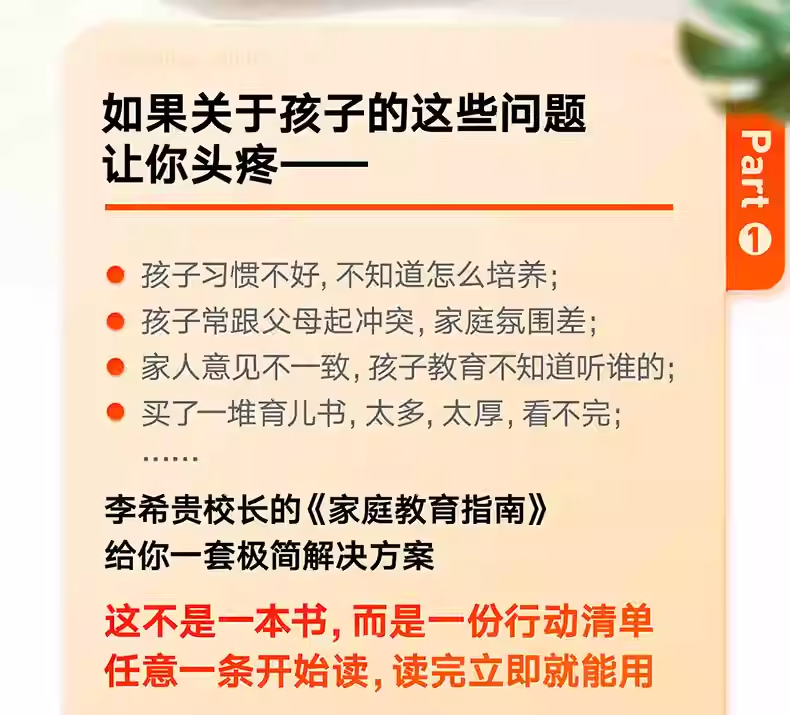 如果关于孩子的这些问题
让你头疼——
Part 1
孩子习惯不好, 不知道怎么培养;
孩子常跟父母起冲突, 家庭氛围差;
家人意见不一致, 孩子教育不知道听谁的;
买了一堆育儿书, 太多, 太厚, 看不完;
……
李希贵校长的《家庭教育指南》
给你一套极简解决方案
这不是一本书, 而是一份行动清单
任意一条开始读, 读完立即就能用